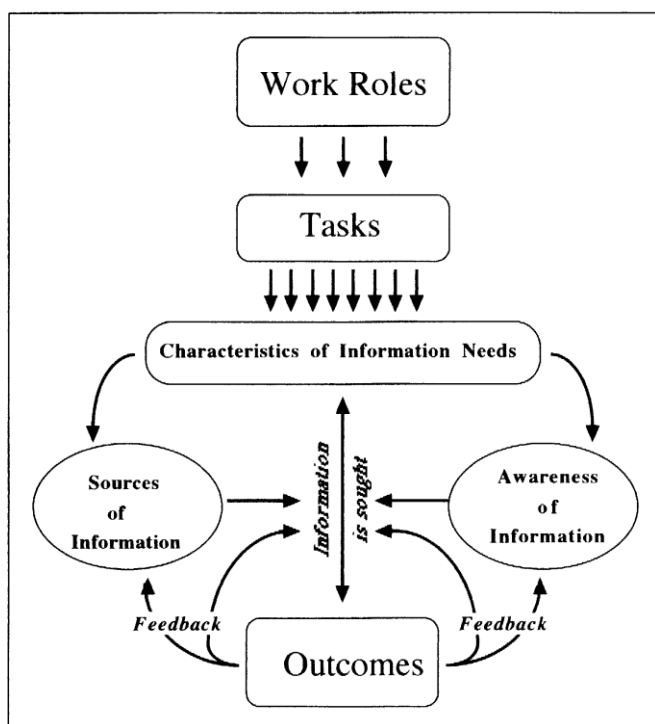 Work Roles
Tasks
Characteristics of Information Needs
Sources
of
Information
Information
is sought
Awareness
of
Information
Feedback
Feedback
Outcomes